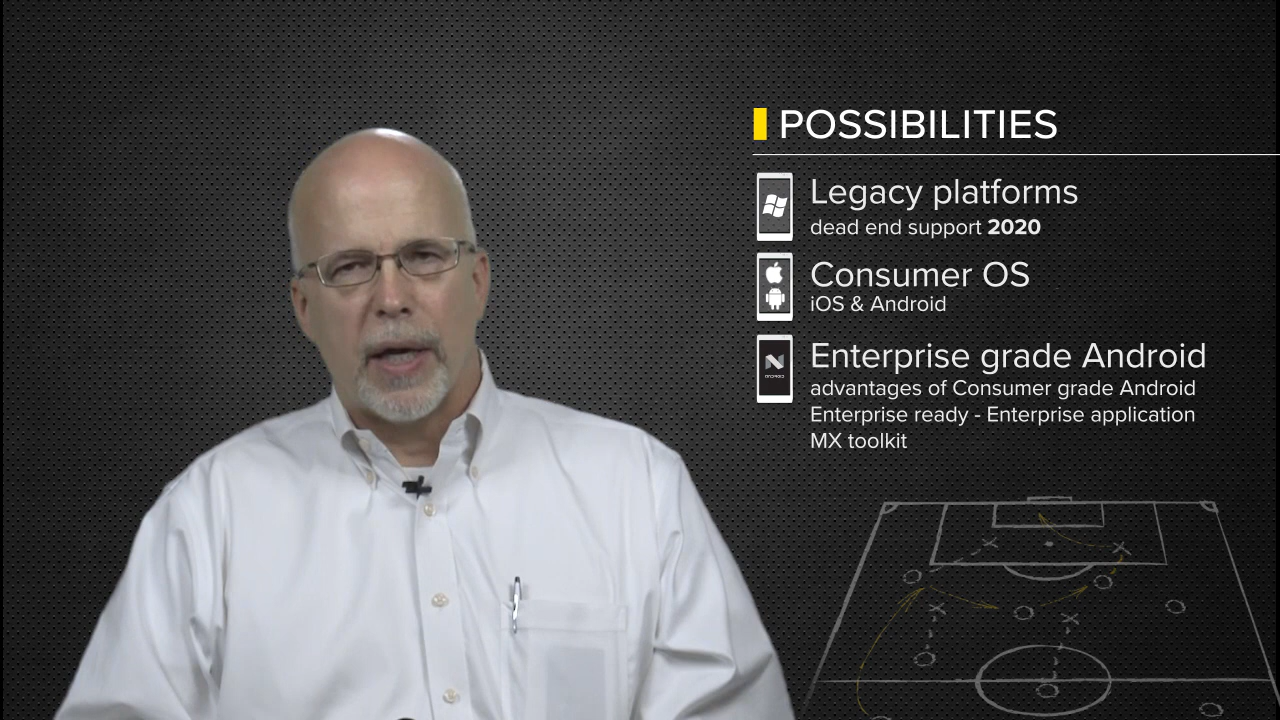 POSSIBILITIES
Legacy platforms
dead end support 2020
Consumer OS
iOS & Android
Enterprise grade Android
advantages of Consumer grade Android
Enterprise ready - Enterprise application
MX toolkit